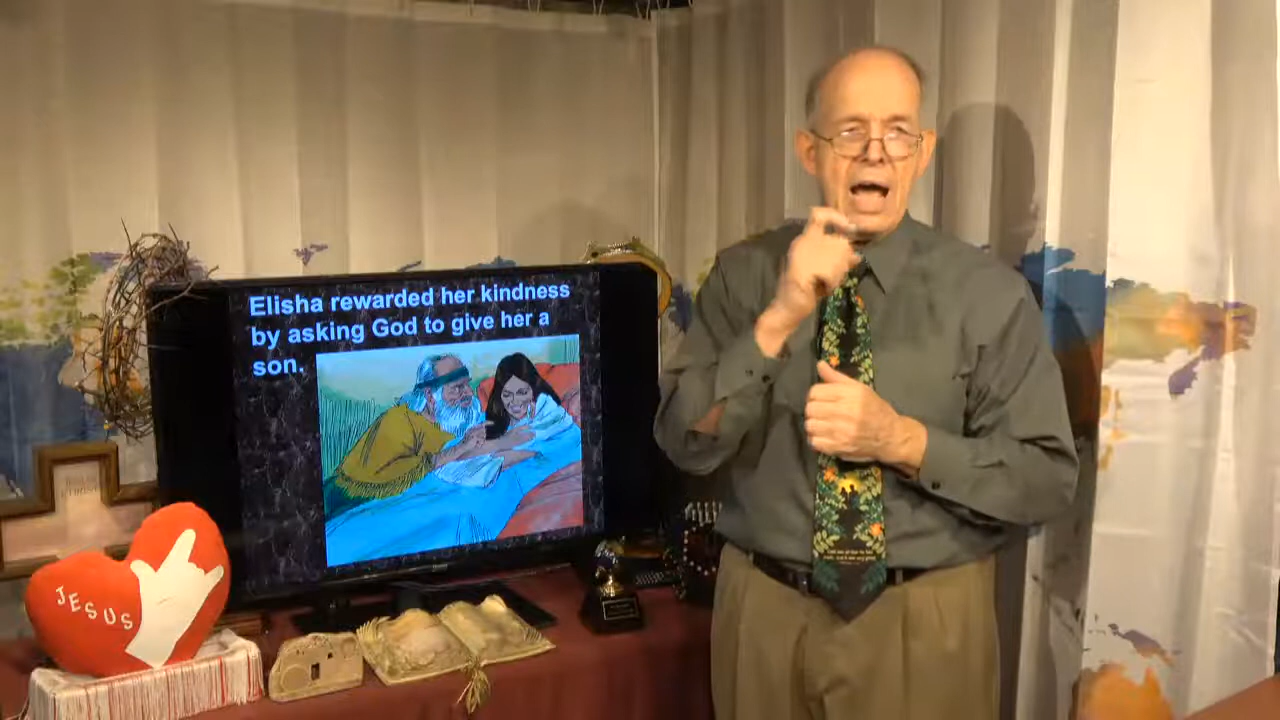 Elisha rewarded her kindness
by asking God to give her a
son.
JESUS